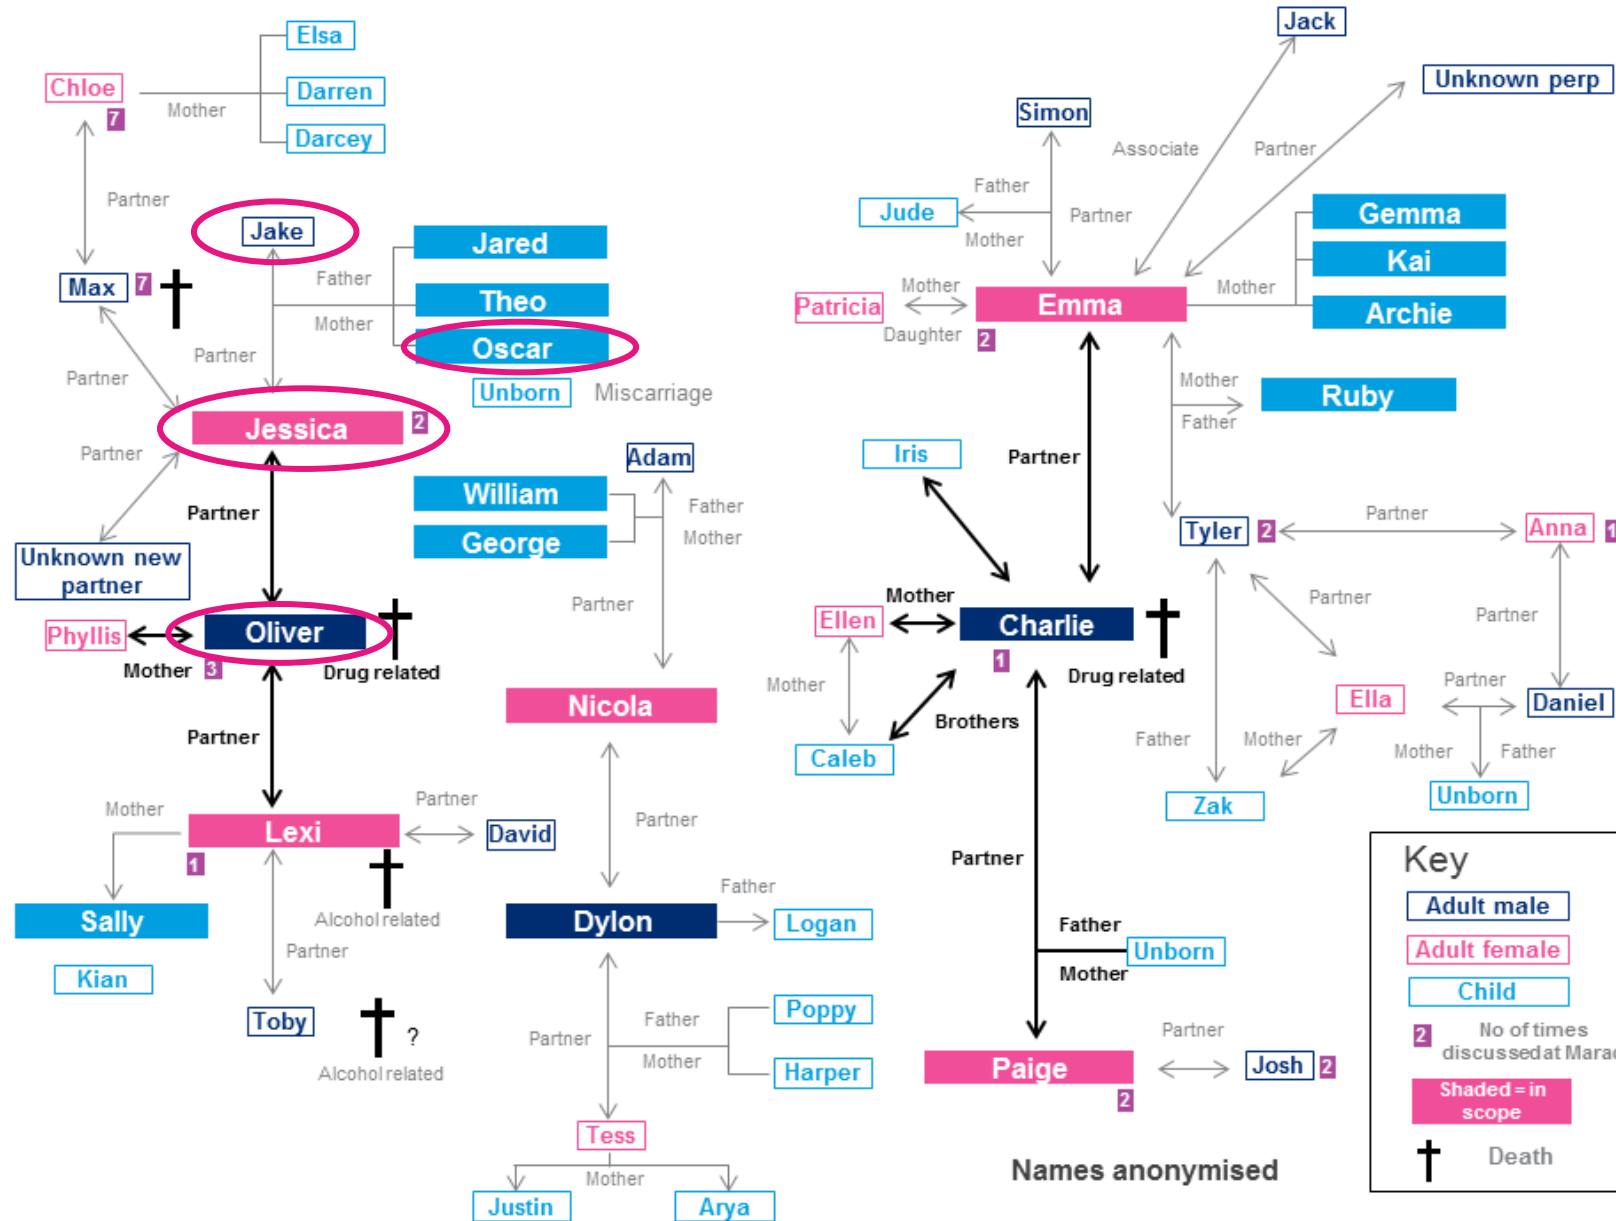 Elsa
Chloe
Darren
Mother
7
Darcey
Partner
Jake
Jared
Father
Max
7
Theo
Mother
Partner
Oscar
Partner
Unborn
Miscarriage
Jessica
2
Partner
Adam
William
Father
Partner
George
Mother
Unknown new
partner
Partner
Phyllis
Oliver
Mother
3
Drug related
Nicola
Partner
Mother
Partner
Lexi
David
Partner
1
Alcohol related
Father
Sally
Dylon
Logan
Partner
Kian
Toby
?
Alcohol related
Partner
Father
Poppy
Mother
Harper
Tess
Mother
Justin
Arya
Jack
Unknown perp
Simon
Associate
Partner
Father
Jude
Partner
Mother
Gemma
Kai
Archie
Mother
Patricia
Emma
Mother
Daughter
2
Mother
Ruby
Father
Iris
Partner
Tyler
2
Partner
Anna
1
Mother
Partner
Partner
Ellen
Charlie
1
Drug related
Mother
Brothers
Caleb
Ella
Partner
Daniel
Father
Mother
Mother
Father
Zak
Unborn
Partner
Father
Unborn
Mother
Partner
Paige
Josh
2
2
Names anonymised
Key
Adult male
Adult female
Child
2
No of times
discussed at Marac
Shaded = in
scope
Death